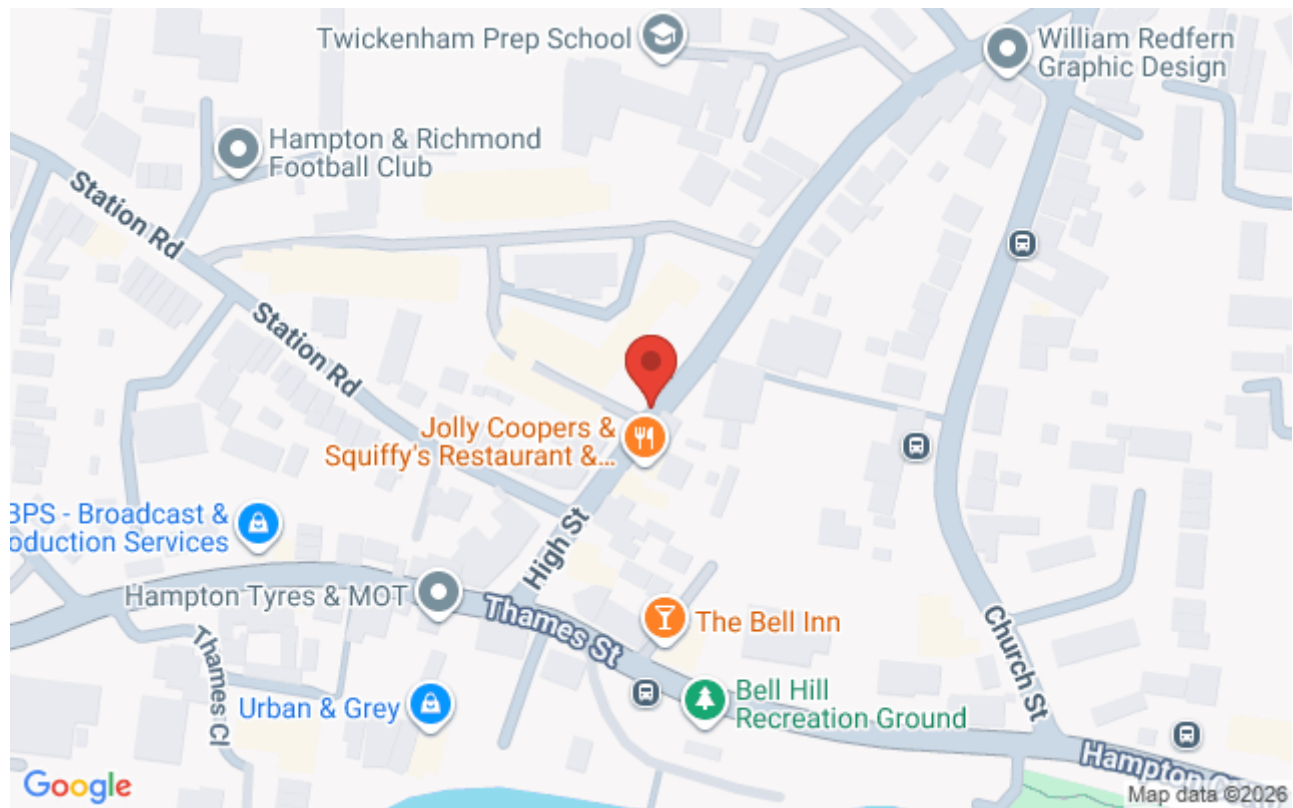 Twickenham Prep School
William Redfern
Graphic Design
Hampton & Richmond
Football Club
Station Rd
Station Rd
Jolly Coopers &
Squiffy's Restaurant &...
BPS - Broadcast &
oduction Services
High St
Hampton Tyres & MOT
Thames St
The Bell Inn
Thames Cl
Church St
Urban & Grey
Bell Hill
Recreation Ground
Hampton
Google
Map data ©2026